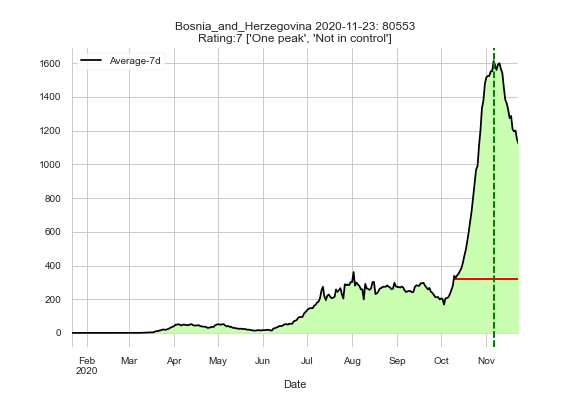 Bosnia_and_Herzegovina 2020-11-23: 80553
Rating:7 ['One peak', 'Not in control']
Average-7d
1600
1400
1200
1000
800
600
400
200
0
Feb Mar Apr May Jun Jul Aug Sep Oct Nov
2020
Date